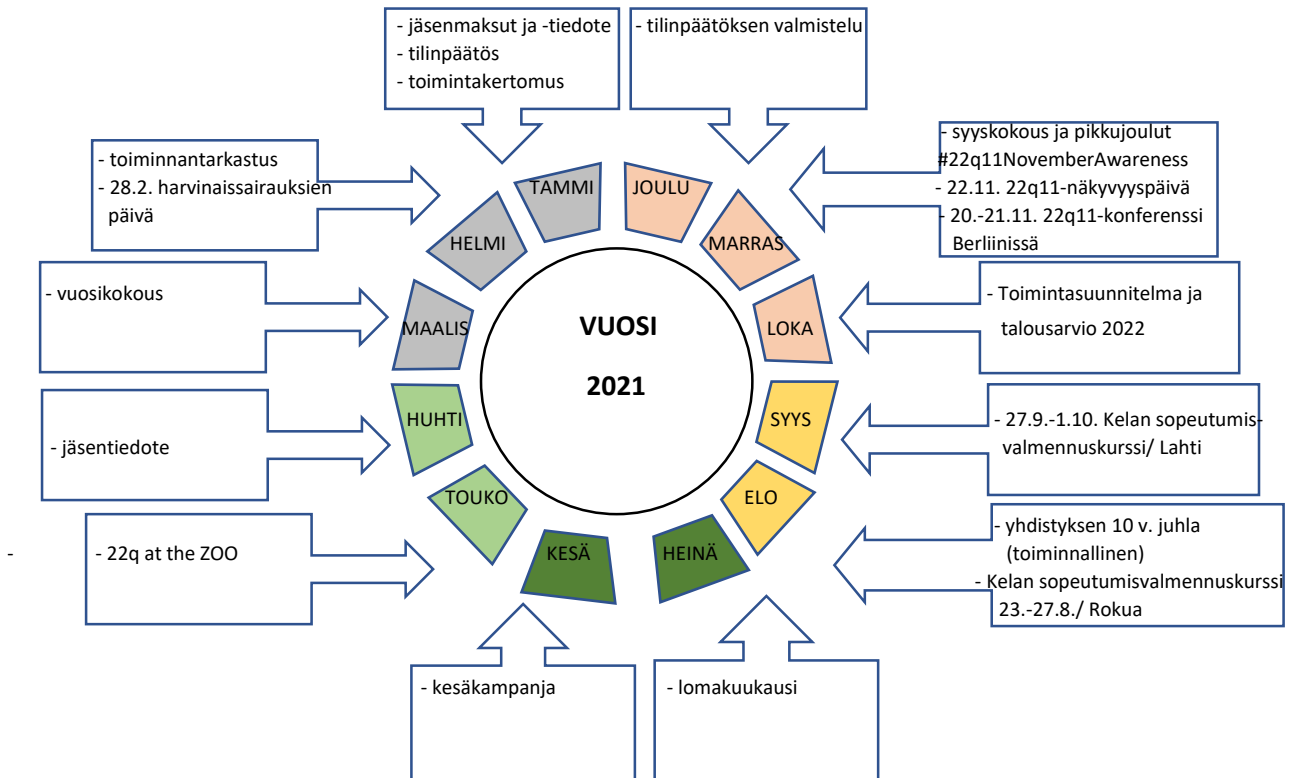 - jäsenmaksut ja -tiedote
- tilinpäätös
- toimintakertomus
- tilinpäätöksen valmistelu
- syyskokous ja pikkujoulut
#22q11NovemberAwareness
- 22.11. 22q11-näkyvyyspäivä
- 20.-21.11. 22q11-konferenssi
Berliinissä
- toiminnantarkastus
- 28.2. harvinaissairauksien
päivä
TAMMI
JOULU
HELMI
MARRAS
- vuosikokous
- Toimintasuunnitelma ja
talousarvio 2022
MAALIS
LOKA
VUOSI
2021
- jäsentiedote
HUHTI
SYYS
- 27.9.-1.10. Kelan sopeutumis-
valmennuskurssi/ Lahti
TOUKO
ELO
-
- 22q at the ZOO
KESÄ
HEINÄ
- yhdistyksen 10 v. juhla
(toiminnallinen)
- Kelan sopeutumisvalmennuskurssi
23.-27.8./ Rokua
- kesäkampanja
- lomakuukausi